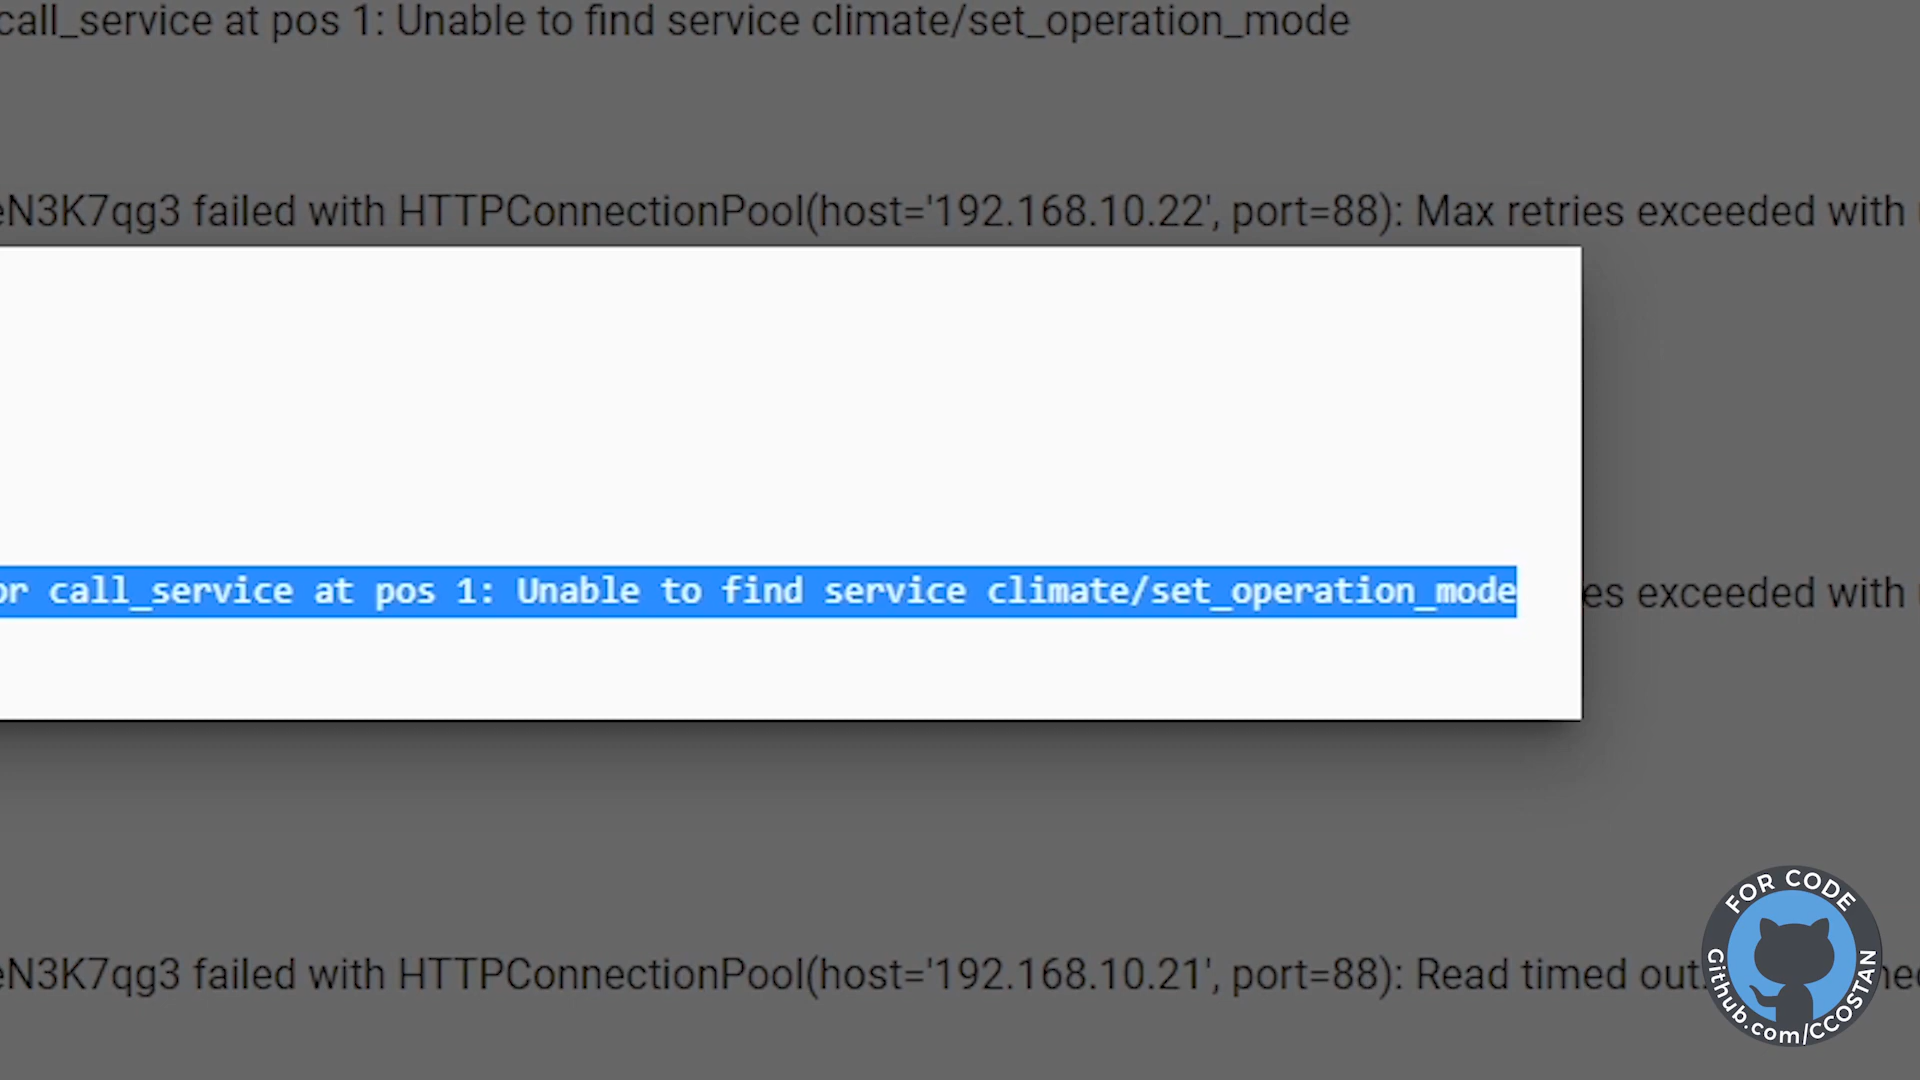 call_service at pos 1: Unable to find service climate/set_operation_mode
eN3K7qg3 failed with HTTPConnectionPool(host='192.168.10.22', port=88): Max retries exceeded with
or call_service at pos 1: Unable to find service climate/set_operation_mode
es exceeded with
eN3K7qg3 failed with HTTPConnectionPool(host='192.168.10.21', port=88): Read timed out.
FOR CODE
Github.com/CCOSTAN